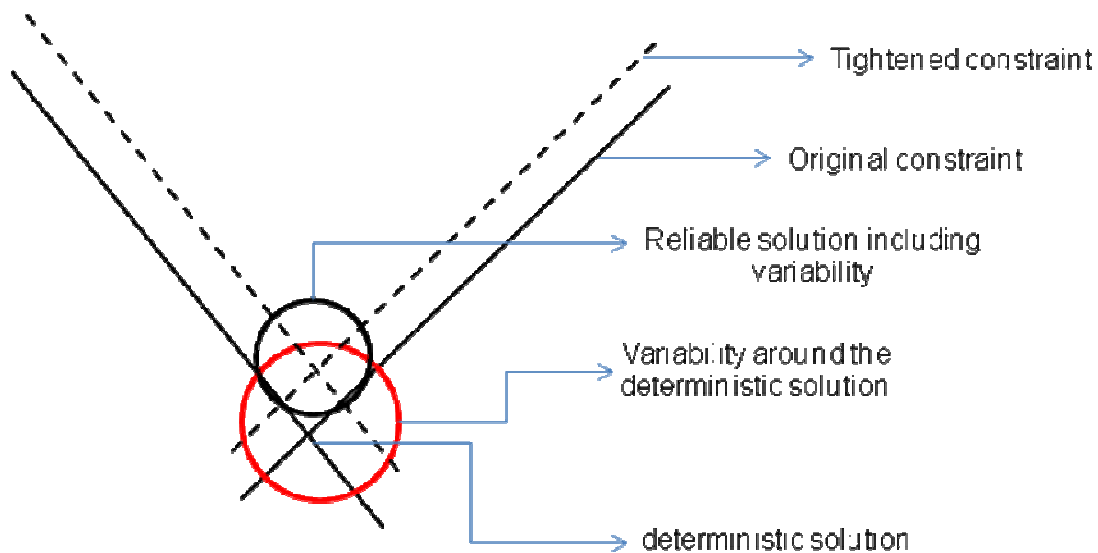 Tightened constraint
Original constraint
Reliable solution including
variability
Variability around the
deterministic solution
deterministic solution